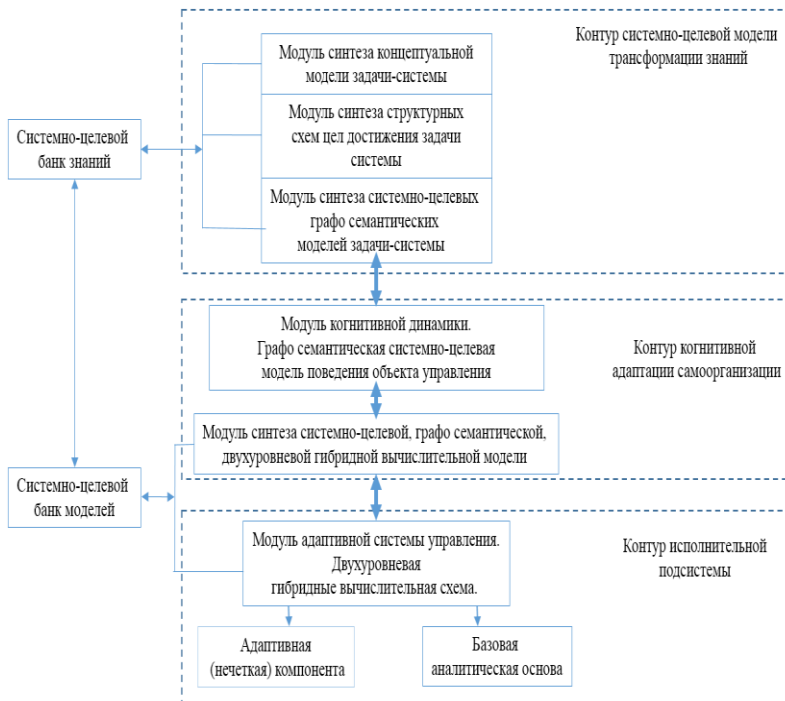 Контур системно-целевой модели
трансформации знаний
Модуль синтеза концептуальной
модели задачи-системы
Модуль синтеза структурных
схем цел достижения задачи
системы
Модуль синтеза системно-целевых
графо семантических
моделей задачи-системы
Системно-целевой
банк знаний
Модуль когнитивной динамики.
Графо семантическая системно-целевая
модель поведения объекта управления
Контур когнитивной
адаптации самоорганизации
Модуль синтеза системно-целевой, графо семантической,
двухуровневой гибридной вычислительной модели
Системно-целевой
банк моделей
Модуль адаптивной системы управления.
Двухуровневая
гибридные вычислительная схема.
Контур исполнительной
подсистемы
Адаптивная
(нечеткая) компонента
Базовая
аналитическая основа